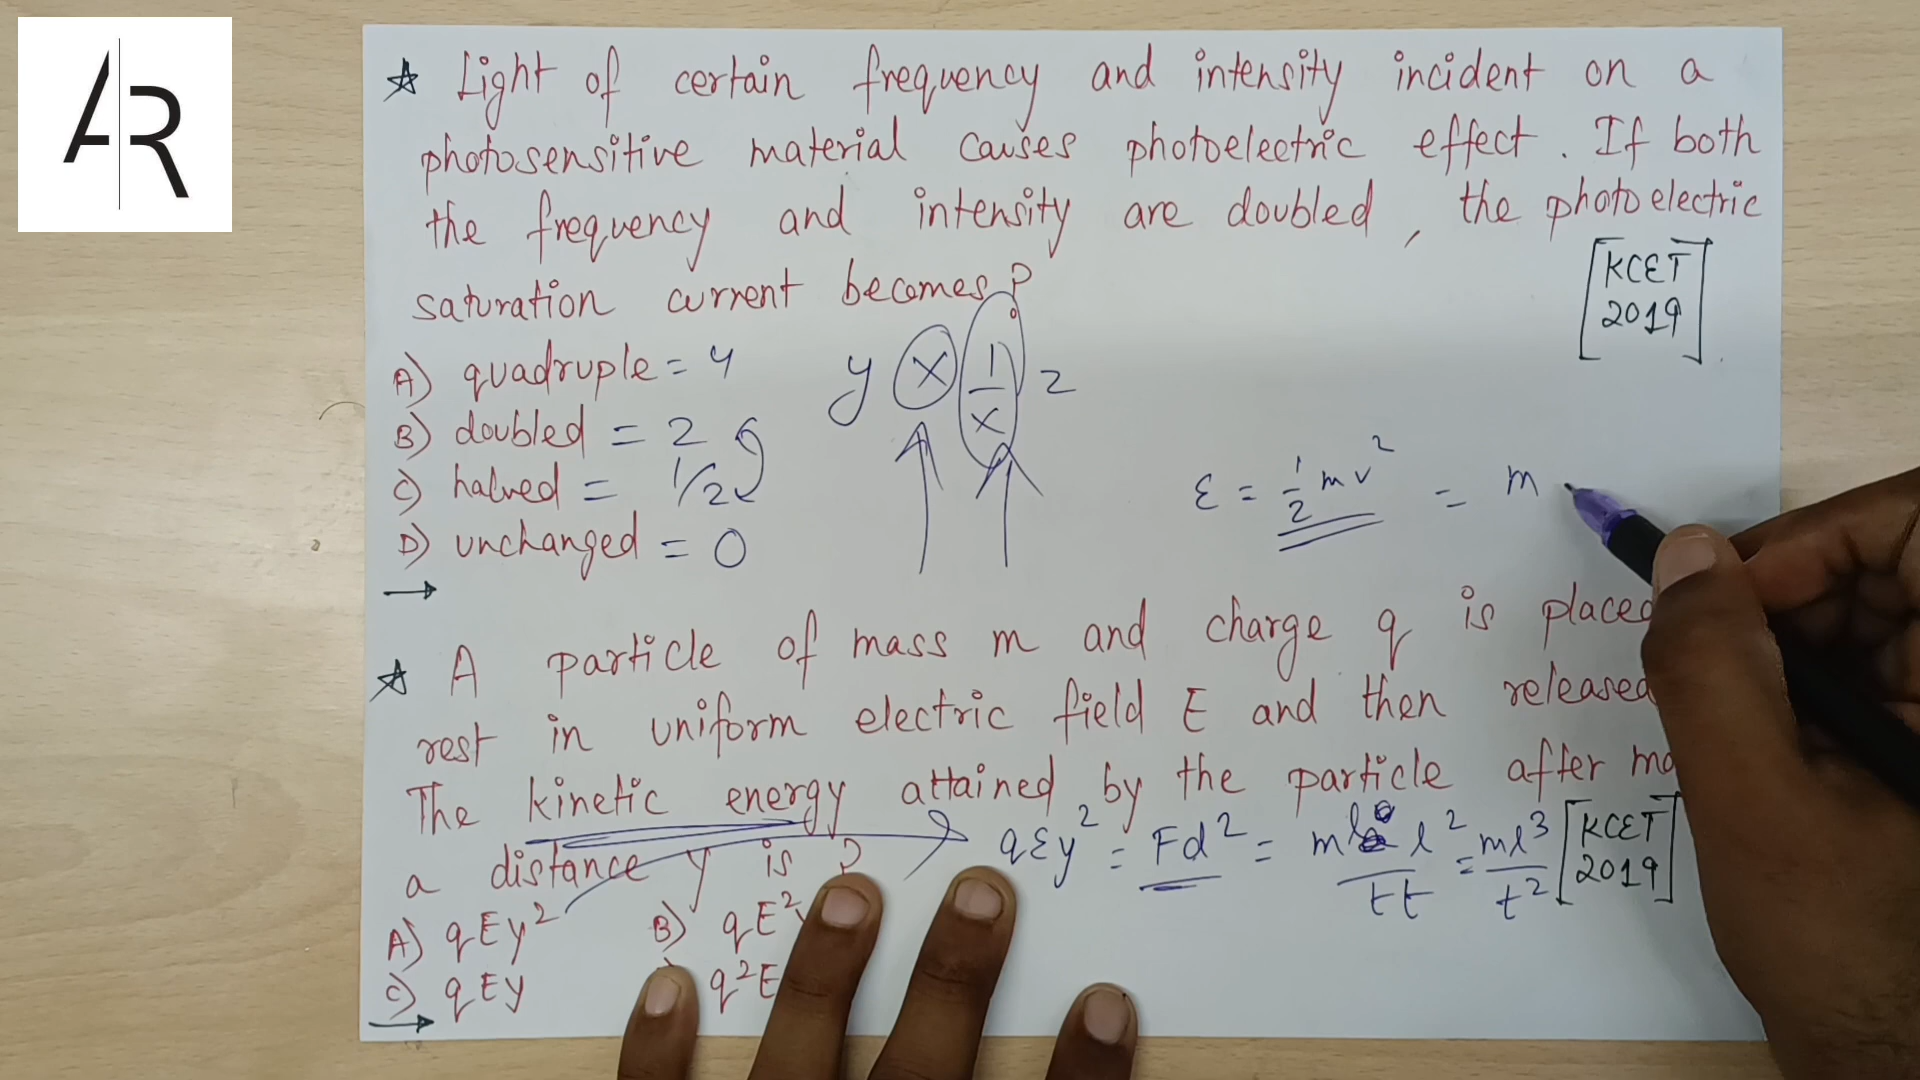 AR
☆ Light of certain frequency and intensity incident on a
photosensitive material causes photoelectric effect. If both
the frequency and intensity are doubled, the photoelectric
saturation current becomes?
[KCET
2019]
A) quadruple = 4
B) doubled = 2
C) halved = 1/2
D) unchanged = 0
y x 1/x z
ε = 1/2 mv² = m
→
☆ A particle of mass m and charge q is placed
rest in uniform electric field E and then released
The kinetic energy attained by the particle after
a distance y is ?
qεy² = Fd² = l² / tt = ml³/t²
[KCET
2019]
A) qEy² B) qE²
C) qEy q²E
→